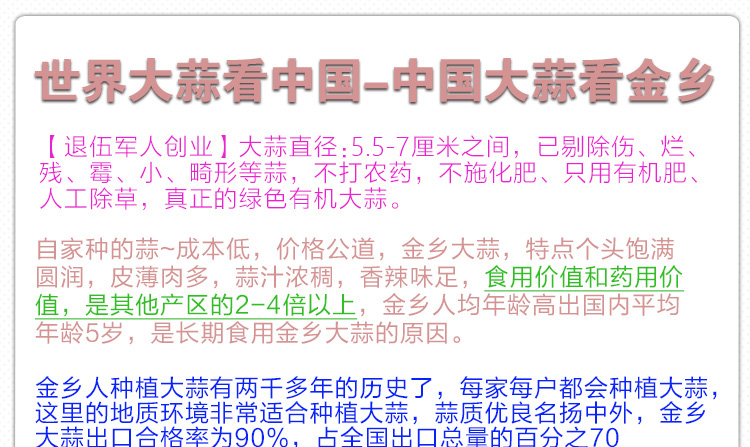 世界大蒜看中国-中国大蒜看金乡
【退伍军人创业】大蒜直径:5.5-7厘米之间，已剔除伤、烂、
残、霉、小、畸形等蒜，不打农药，不施化肥、只用有机肥、
人工除草，真正的绿色有机大蒜。
自家种的蒜~成本低，价格公道，金乡大蒜，特点个头饱满
圆润，皮薄肉多，蒜汁浓稠，香辣味足，食用价值和药用价
值，是其他产区的2-4倍以上，金乡人均年龄高出国内平均
年龄5岁，是长期食用金乡大蒜的原因。
金乡人种植大蒜有两千多年的历史了，每家每户都会种植大蒜，
这里的地质环境非常适合种植大蒜，蒜质优良名扬中外，金乡
大蒜出口合格率为90%，占全国出口总量的百分之70